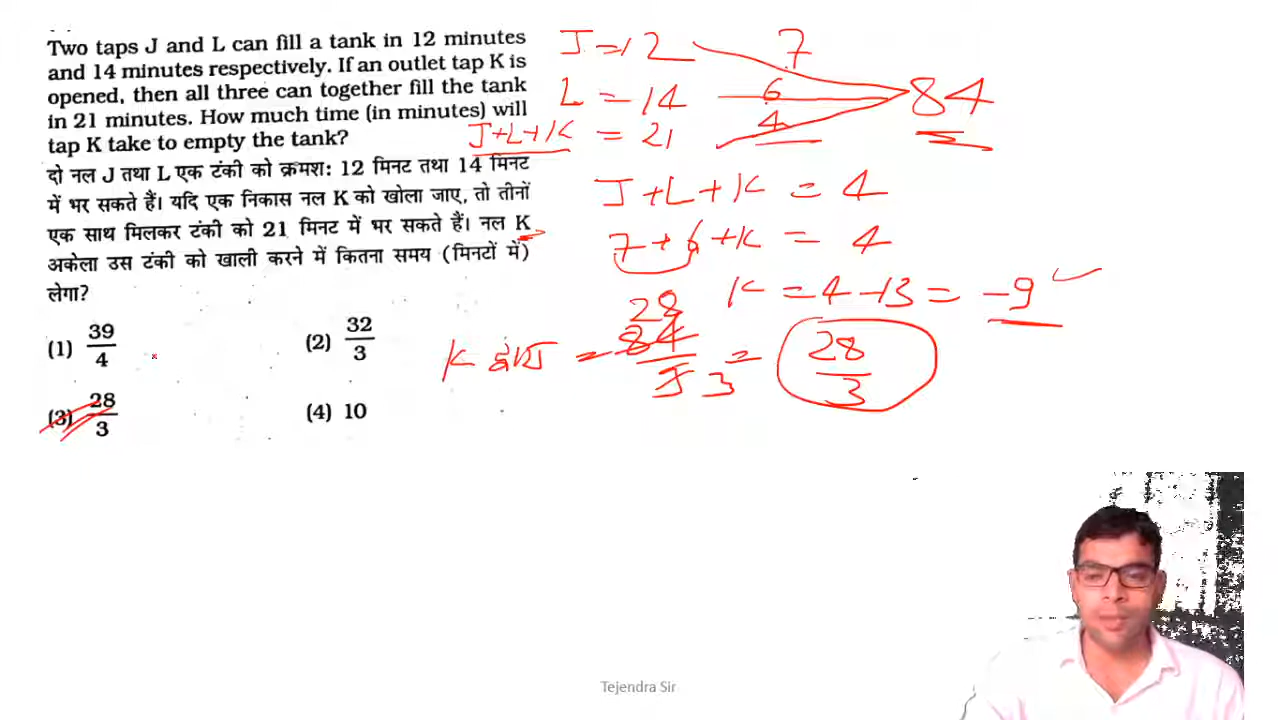 Two taps J and L can fill a tank in 12 minutes
and 14 minutes respectively. If an outlet tap K is
opened, then all three can together fill the tank
in 21 minutes. How much time (in minutes) will
tap K take to empty the tank?
दो नल J तथा L एक टंकी को क्रमश: 12 मिनट तथा 14 मिनट
में भर सकते हैं। यदि एक निकास नल K को खोला जाए, तो तीनों
एक साथ मिलकर टंकी को 21 मिनट में भर सकते हैं। नल K
अकेला उस टंकी को खाली करने में कितना समय (मिनटों में)
लेगा?
(1) 39/4
(2) 32/3
(3) 28/3
(4) 10
J = 12 7
L = 14 6 84
J+L+K = 21 4
J+L+K = 4
7+6+K = 4
K = 4-13 = -9
K द्वारा = 28 84/9 3 = 28/3
Tejendra Sir